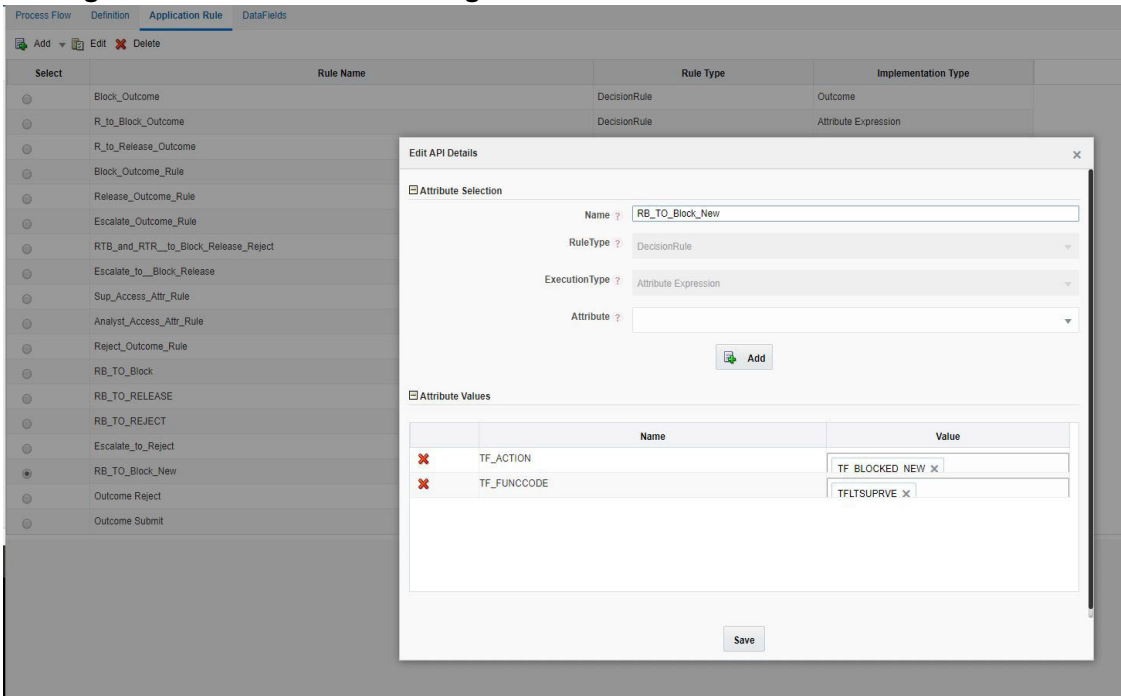 Process Flow Definition Application Rule DataFields
Add Edit Delete
Select Rule Name Rule Type Implementation Type
Block_Outcome DecisionRule Outcome
R_to_Block_Outcome DecisionRule Attribute Expression
R_to_Release_Outcome
Block_Outcome_Rule
Release_Outcome_Rule
Escalate_Outcome_Rule
RTB_and_RTR__to_Block_Release_Reject
Escalate_to__Block_Release
Sup_Access_Attr_Rule
Analyst_Access_Attr_Rule
Reject_Outcome_Rule
RB_TO_Block
RB_TO_RELEASE
RB_TO_REJECT
Escalate_to_Reject
RB_TO_Block_New
Outcome Reject
Outcome Submit
Edit API Details
Attribute Selection
Name ? RB_TO_Block_New
RuleType ? DecisionRule
ExecutionType ? Attribute Expression
Attribute ?
Add
Attribute Values
Name Value
TF_ACTION TF_BLOCKED_NEW
TF_FUNCCODE TFLTSUPRVE
Save